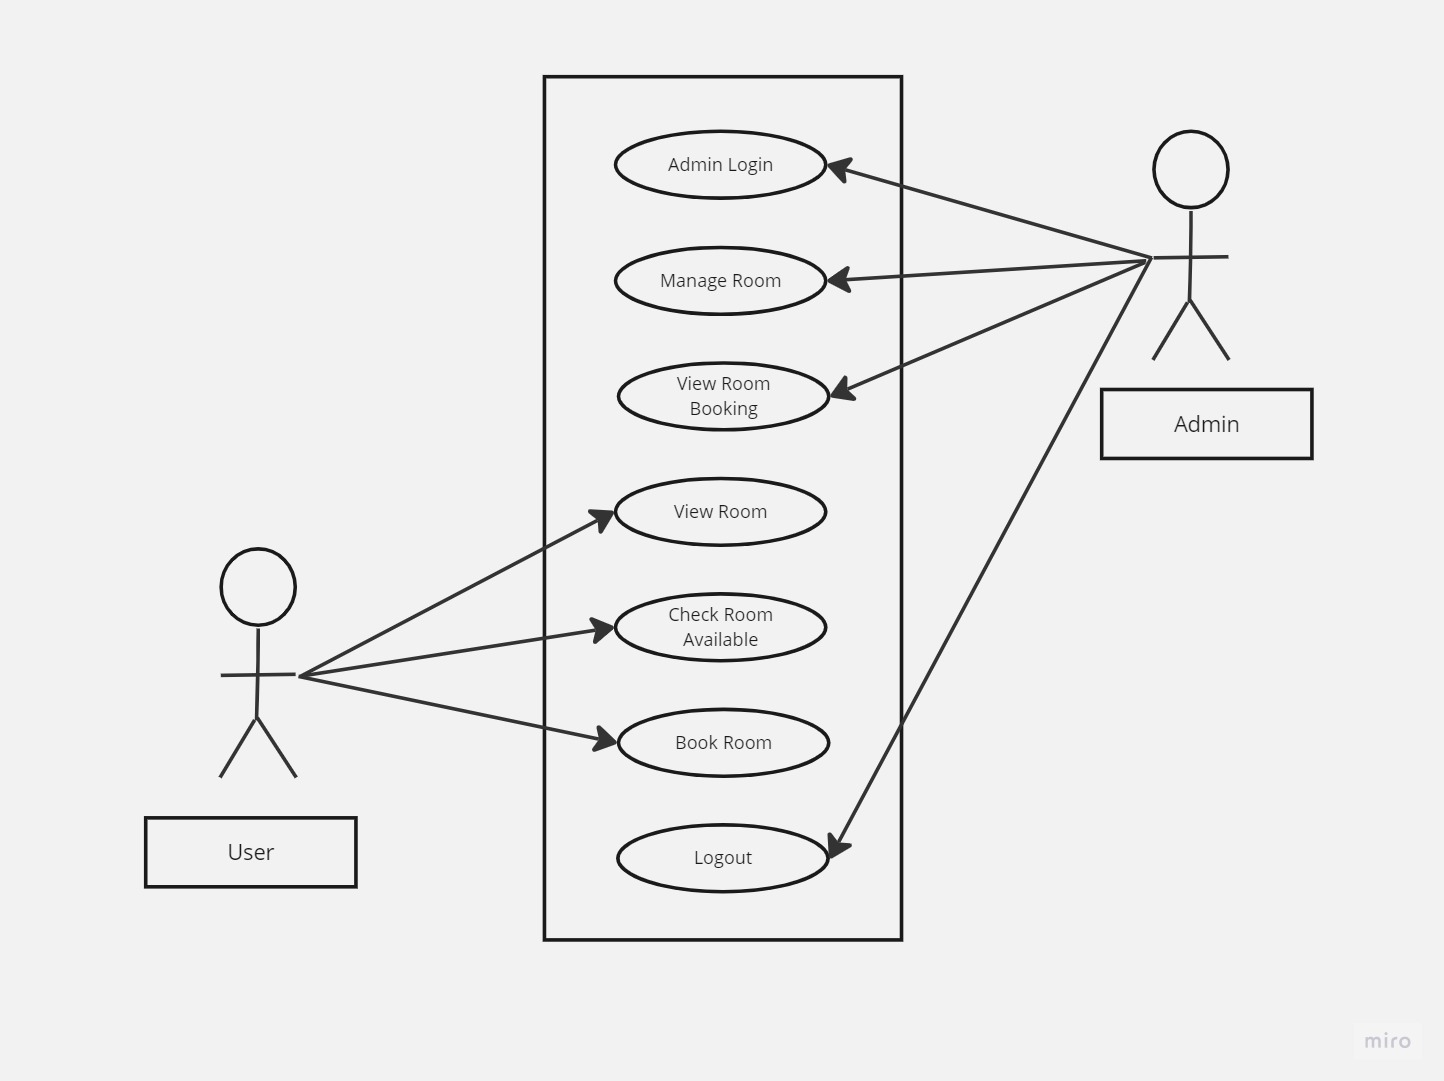 Admin Login
Manage Room
View Room
Booking
View Room
Check Room
Available
Book Room
Logout
Admin
User
miro